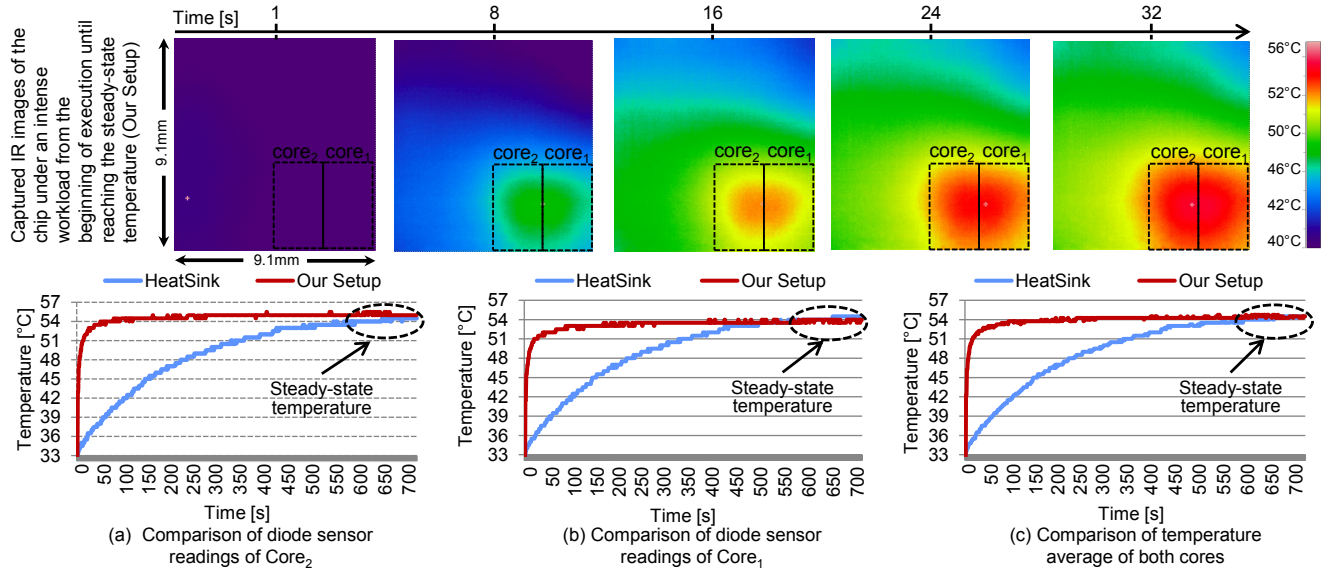 Time [s]
1
8
16
24
32
Captured IR images of the
chip under an intense
workload from the
beginning of execution until
reaching the steady-state
temperature (Our Setup)
9.1mm
9.1mm
core2 core1
core2 core1
core2 core1
core2 core1
core2 core1
56°C
54°C
52°C
50°C
46°C
42°C
40°C
HeatSink
Our Setup
Temperature [°C]
57
54
51
48
45
42
39
36
33
Steady-state
temperature
0
50
100
150
200
250
300
350
400
450
500
550
600
650
700
Time [s]
(a) Comparison of diode sensor
readings of Core2
HeatSink
Our Setup
Temperature [°C]
57
54
51
48
45
42
39
36
33
Steady-state
temperature
0
50
100
150
200
250
300
350
400
450
500
550
600
650
700
Time [s]
(b) Comparison of diode sensor
readings of Core1
HeatSink
Our Setup
Temperature [°C]
57
54
51
48
45
42
39
36
33
Steady-state
temperature
0
50
100
150
200
250
300
350
400
450
500
550
600
650
700
Time [s]
(c) Comparison of temperature
average of both cores